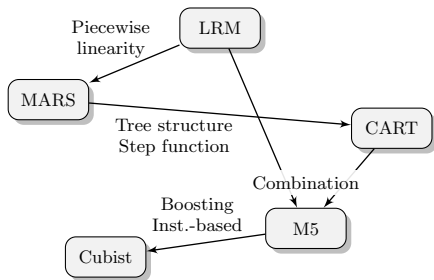 LRM
Piecewise
linearity
MARS
Tree structure
Step function
CART
Combination
Boosting
Inst.-based
M5
Cubist